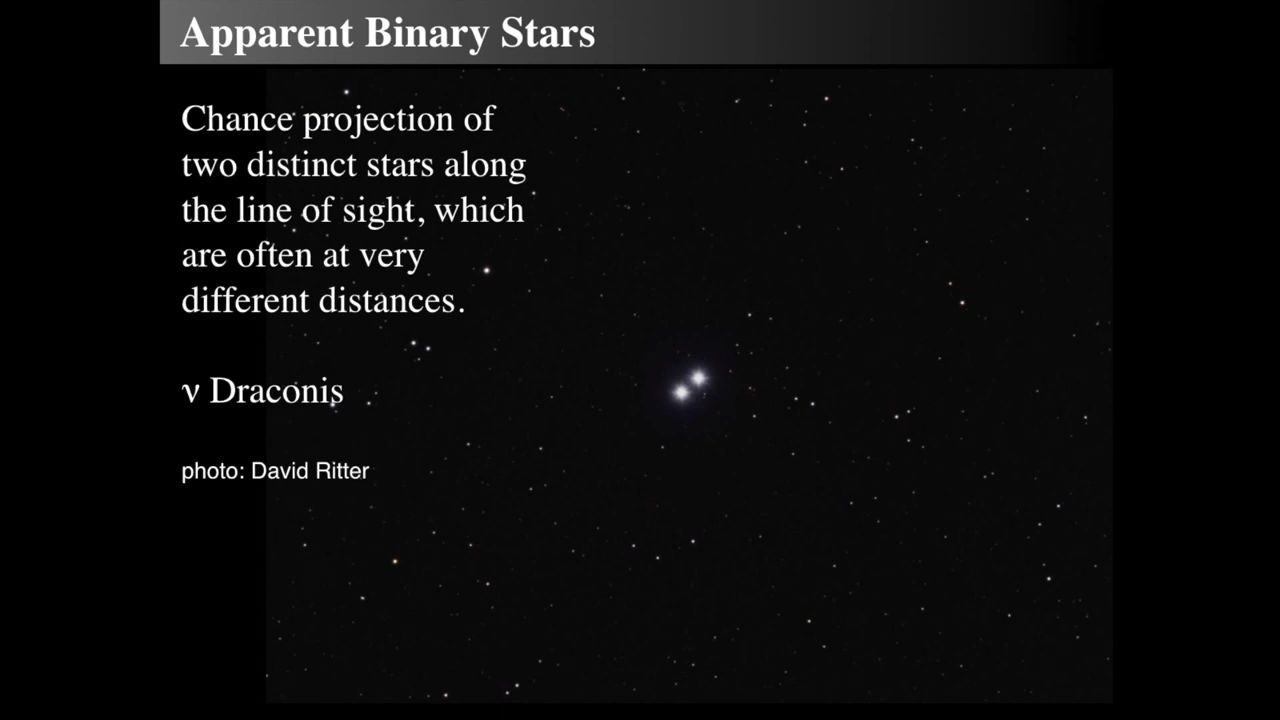 Apparent Binary Stars
Chance projection of
two distinct stars along
the line of sight, which
are often at very
different distances.
ν Draconis
photo: David Ritter